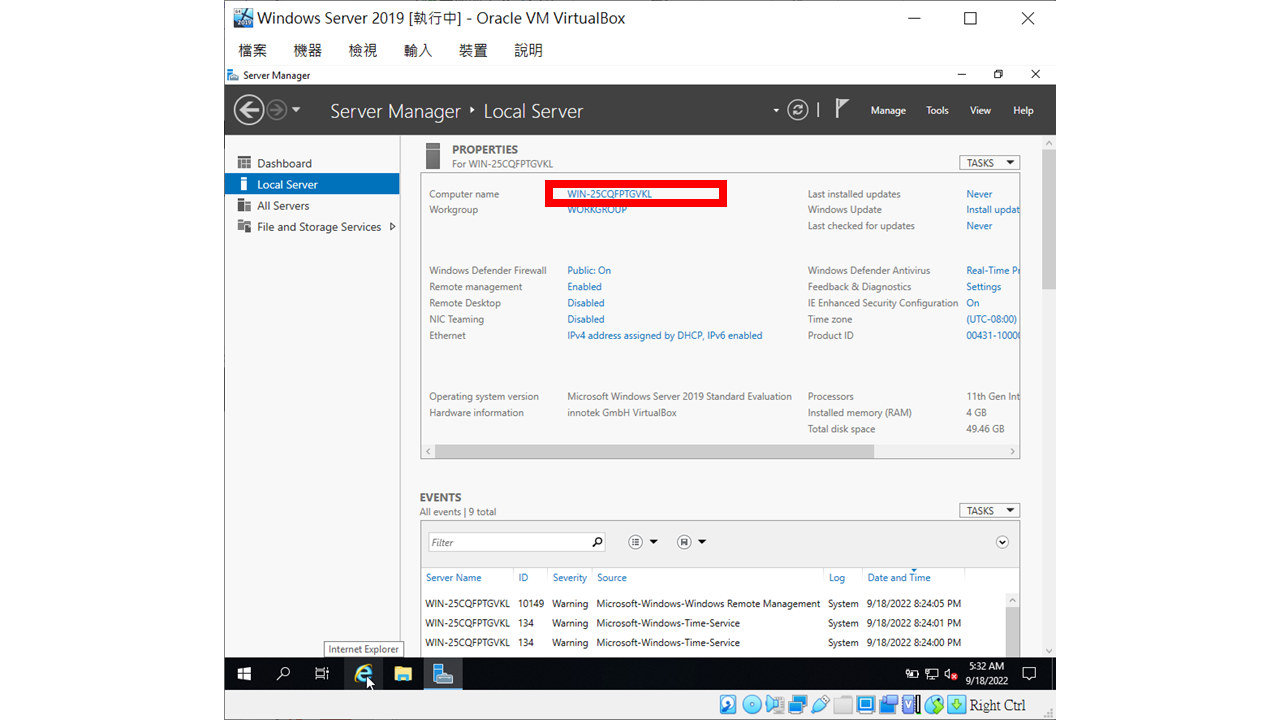 Windows Server 2019 [執行中] - Oracle VM VirtualBox
檔案 機器 檢視 輸入 裝置 說明
Server Manager
Server Manager ‣ Local Server
Manage Tools View Help
Dashboard
Local Server
All Servers
File and Storage Services
PROPERTIES
For WIN-25CQFPTGVKL
TASKS
Computer name WIN-25CQFPTGVKL Last installed updates Never
Workgroup WORKGROUP Windows Update Install updat
Last checked for updates Never
Windows Defender Firewall Public: On Windows Defender Antivirus Real-Time Pr
Remote management Enabled Feedback & Diagnostics Settings
Remote Desktop Disabled IE Enhanced Security Configuration On
NIC Teaming Disabled Time zone (UTC-08:00)
Ethernet IPv4 address assigned by DHCP, IPv6 enabled Product ID 00431-1000
Operating system version Microsoft Windows Server 2019 Standard Evaluation Processors 11th Gen Int
Hardware information innotek GmbH VirtualBox Installed memory (RAM) 4 GB
Total disk space 49.46 GB
EVENTS
All events | 9 total
TASKS
Filter
Server Name ID Severity Source Log Date and Time
WIN-25CQFPTGVKL 10149 Warning Microsoft-Windows-Windows Remote Management System 9/18/2022 8:24:05 PM
WIN-25CQFPTGVKL 134 Warning Microsoft-Windows-Time-Service System 9/18/2022 8:24:01 PM
WIN-25CQFPTGVKL 134 Warning Microsoft-Windows-Time-Service System 9/18/2022 8:24:00 PM
Internet Explorer
5:32 AM
9/18/2022
Right Ctrl